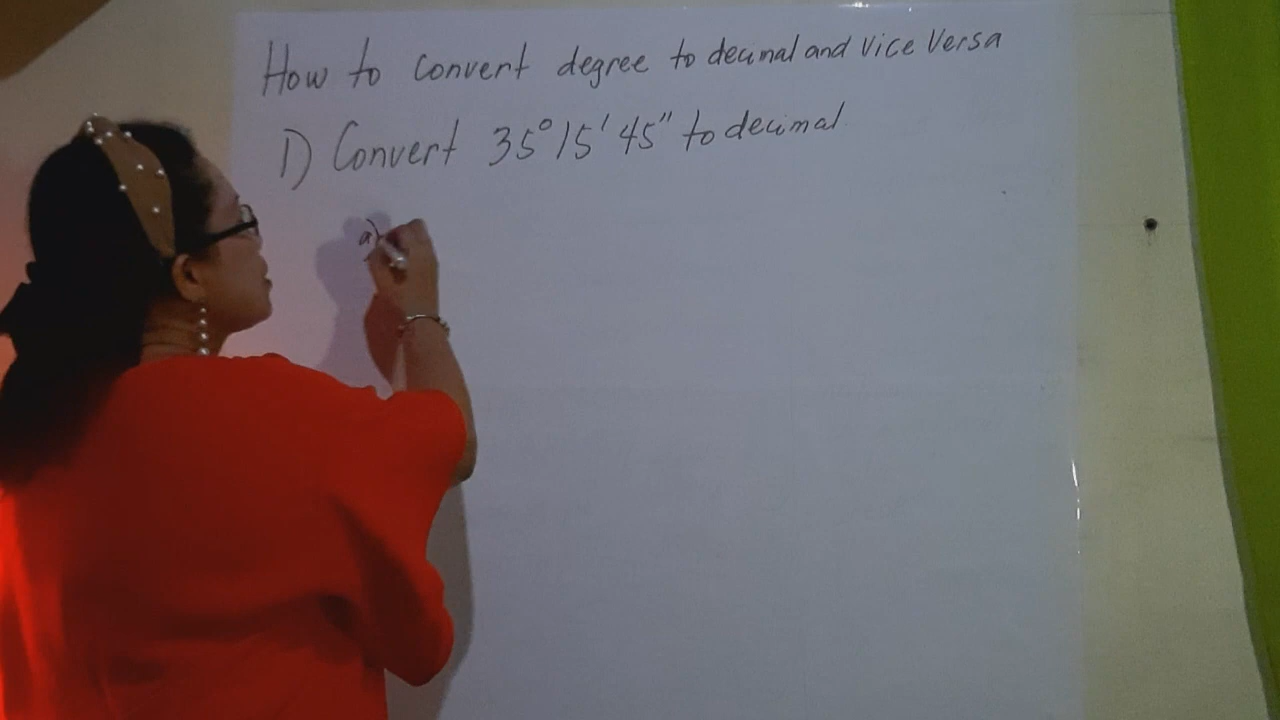 How to convert degree to decimal and Vice Versa
1) Convert 35° 15' 45" to decimal
a)